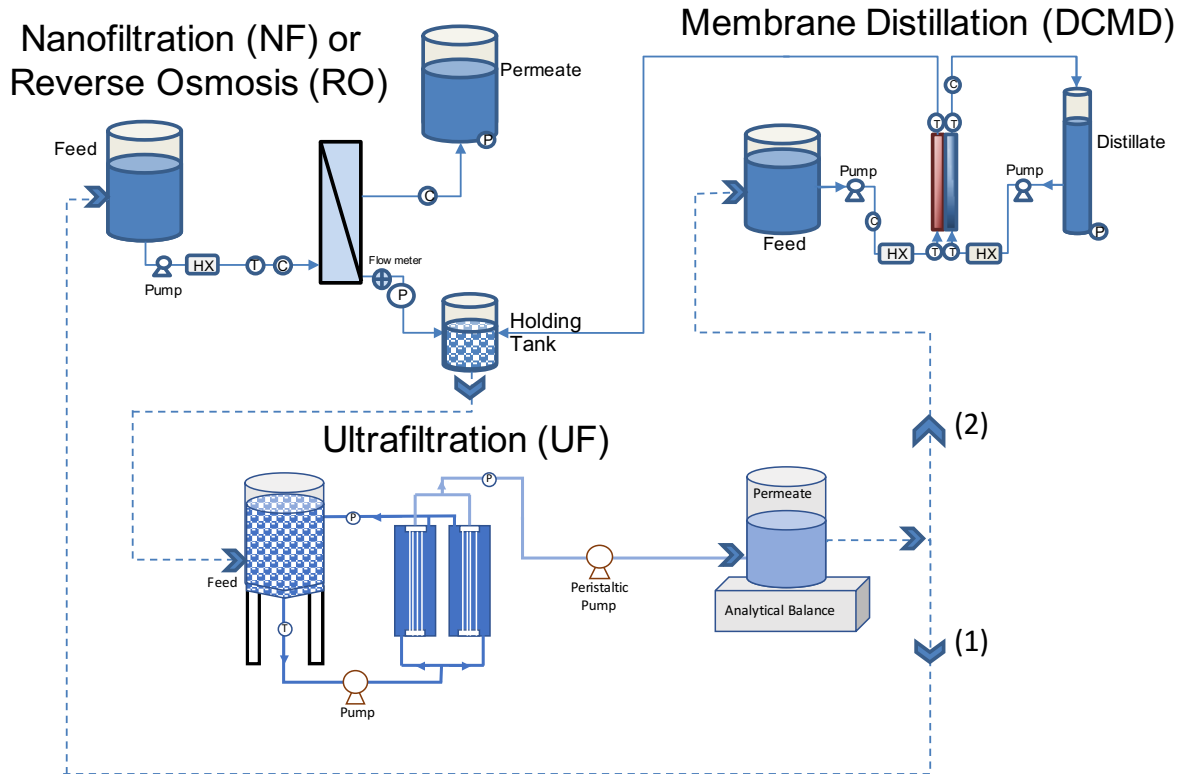 Nanofiltration (NF) or
Reverse Osmosis (RO)
Membrane Distillation (DCMD)
Permeate
Feed
P
C
HX
T
C
Pump
Flow meter
P
Holding
Tank
C
T
T
Distillate
Pump
Pump
Feed
C
HX
T
T
HX
P
(2)
Ultrafiltration (UF)
P
P
Permeate
Feed
Peristaltic
Pump
Analytical Balance
T
Pump
(1)